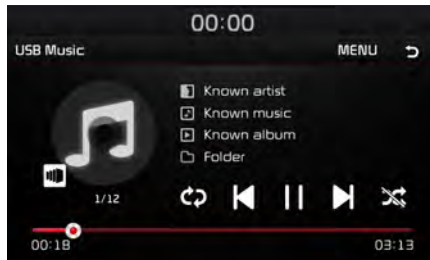 00:00
USB Music
MENU
Known artist
Known music
Known album
Folder
1/12
00:18
03:13